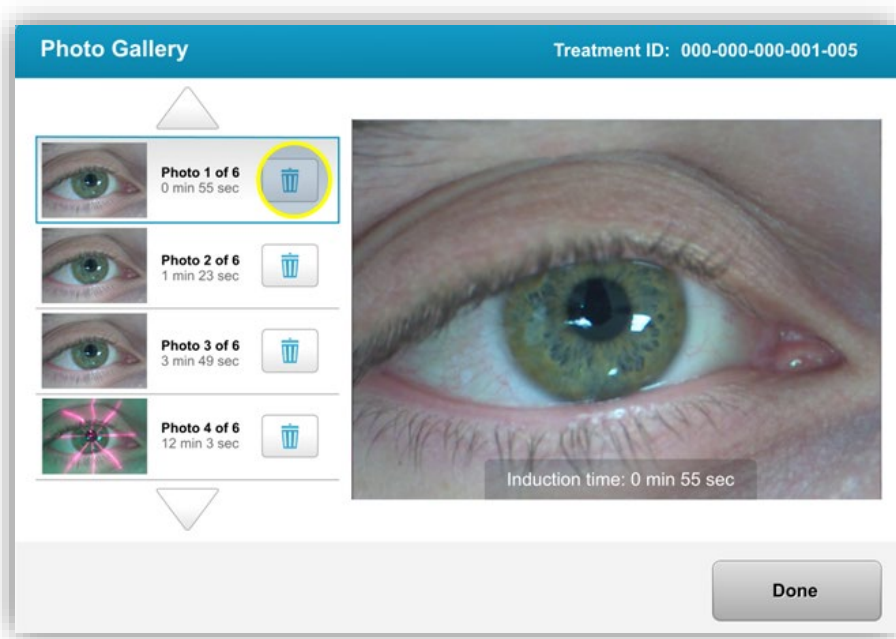 Photo Gallery
Treatment ID: 000-000-000-001-005
Photo 1 of 6
0 min 55 sec
Photo 2 of 6
1 min 23 sec
Photo 3 of 6
3 min 49 sec
Photo 4 of 6
12 min 3 sec
Induction time: 0 min 55 sec
Done